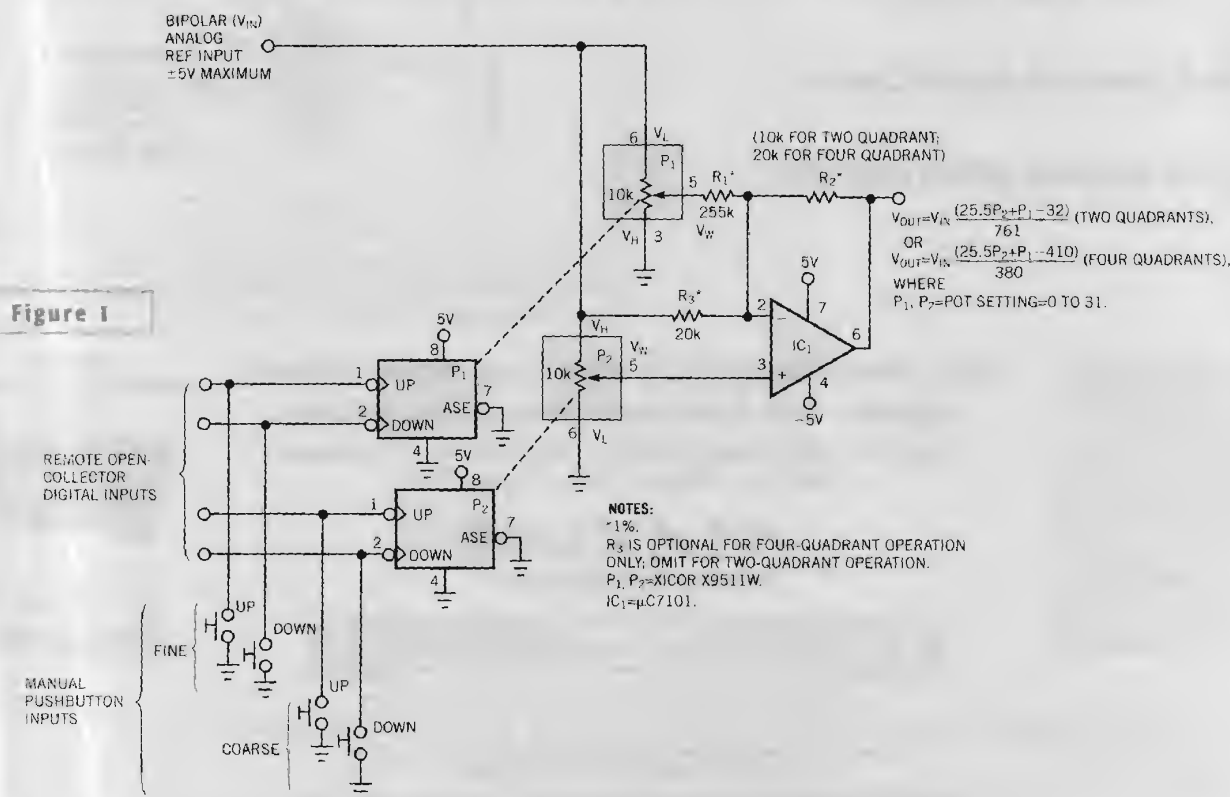 BIPOLAR (VIN)
ANALOG
REF INPUT
±5V MAXIMUM
6
VL
P1
10k
5
R1*
255k
VW
VH
3
(10k FOR TWO QUADRANT;
20k FOR FOUR QUADRANT)
R2*
VOUT=VIN (25.5P2+P1-32)/761 (TWO QUADRANTS),
OR
VOUT=VIN (25.5P2+P1-410)/380 (FOUR QUADRANTS),
WHERE
P1, P2=POT SETTING=0 TO 31.
Figure 1
R3*
20k
2
−
5V
7
IC1
6
3
+
4
−5V
VH
P2
VW
5
10k
6
VL
5V
8
P1
1
UP
7
ASE
2
DOWN
4
5V
8
P2
1
UP
7
ASE
2
DOWN
4
REMOTE OPEN-
COLLECTOR
DIGITAL INPUTS
NOTES:
*1%.
R3 IS OPTIONAL FOR FOUR-QUADRANT OPERATION
ONLY; OMIT FOR TWO-QUADRANT OPERATION.
P1, P2=XICOR X9511W.
IC1=µC7101.
UP
DOWN
FINE
MANUAL
PUSHBUTTON
INPUTS
UP
DOWN
COARSE